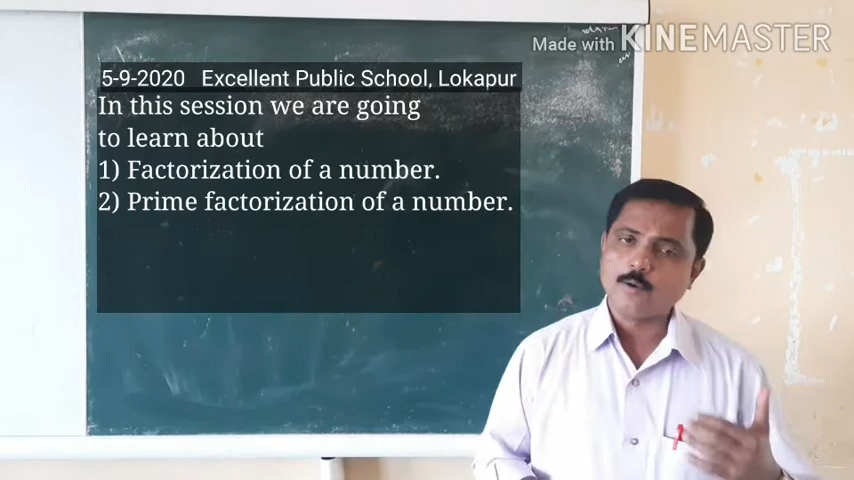 Made with KINEMASTER
5-9-2020 Excellent Public School, Lokapur
In this session we are going
to learn about
1) Factorization of a number.
2) Prime factorization of a number.